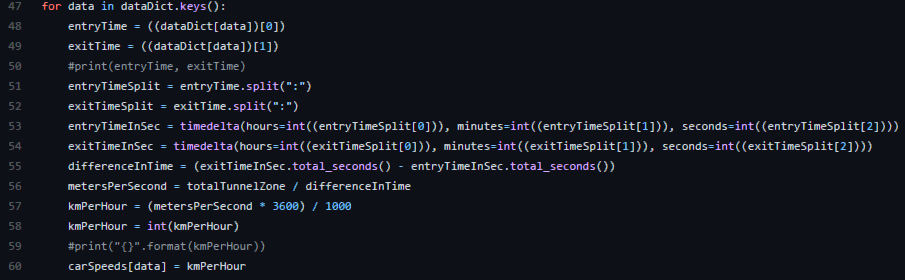 47 for data in dataDict.keys():
48     entryTime = ((dataDict[data])[0])
49     exitTime = ((dataDict[data])[1])
50     #print(entryTime, exitTime)
51     entryTimeSplit = entryTime.split(":")
52     exitTimeSplit = exitTime.split(":")
53     entryTimeInSec = timedelta(hours=int((entryTimeSplit[0])), minutes=int((entryTimeSplit[1])), seconds=int((entryTimeSplit[2])))
54     exitTimeInSec = timedelta(hours=int((exitTimeSplit[0])), minutes=int((exitTimeSplit[1])), seconds=int((exitTimeSplit[2])))
55     differenceInTime = (exitTimeInSec.total_seconds() - entryTimeInSec.total_seconds())
56     metersPerSecond = totalTunnelZone / differenceInTime
57     kmPerHour = (metersPerSecond * 3600) / 1000
58     kmPerHour = int(kmPerHour)
59     #print("{}".format(kmPerHour))
60     carSpeeds[data] = kmPerHour